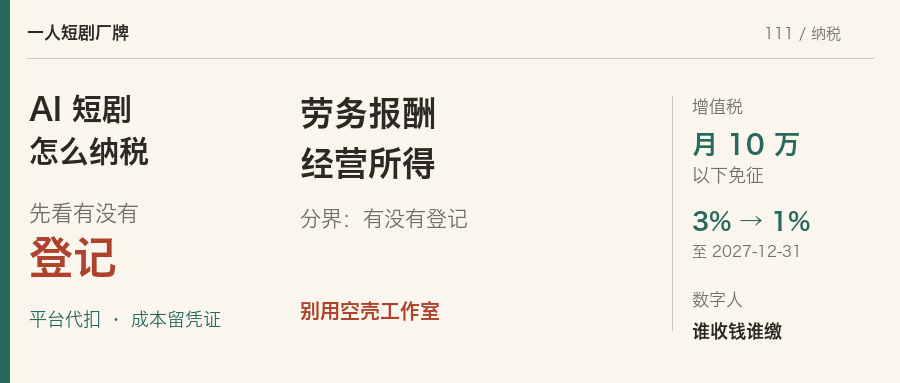 一人短剧厂牌
111 / 纳税
AI 短剧
怎么纳税
先看有没有
登记
平台代扣 · 成本留凭证
劳务报酬
经营所得
分界：有没有登记
别用空壳工作室
增值税
月 10 万
以下免征
3% → 1%
至 2027-12-31
数字人
谁收钱谁缴